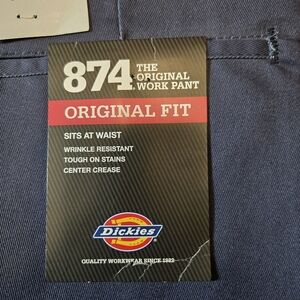 874 THE
ORIGINAL
WORK PANT
ORIGINAL FIT
SITS AT WAIST
WRINKLE RESISTANT
TOUGH ON STAINS
CENTER CREASE
Dickies
QUALITY WORKWEAR SINCE 1922